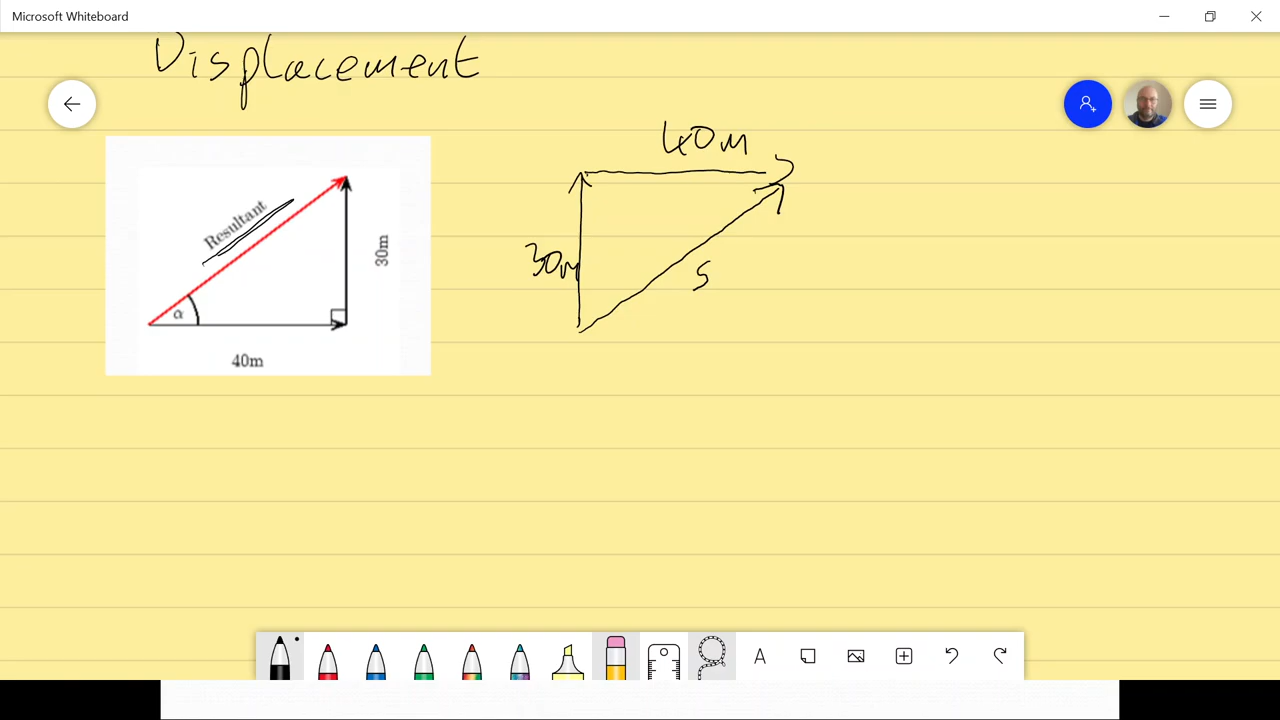 Microsoft Whiteboard
Displacement
Resultant
30m
α
40m
40m
30m
s
A